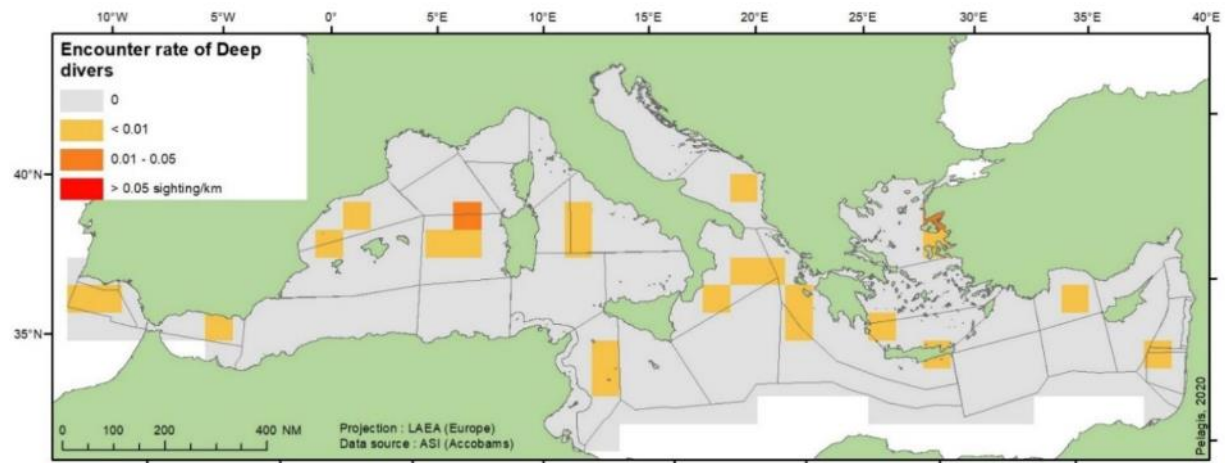 10°W 5°W 0° 5°E 10°E 15°E 20°E 25°E 30°E 35°E 40°E
Encounter rate of Deep
divers
0
< 0.01
0.01 - 0.05
> 0.05 sighting/km
40°N
35°N
0 100 200 400 NM
Projection : LAEA (Europe)
Data source : ASI (Accobams)
Pelagis, 2020